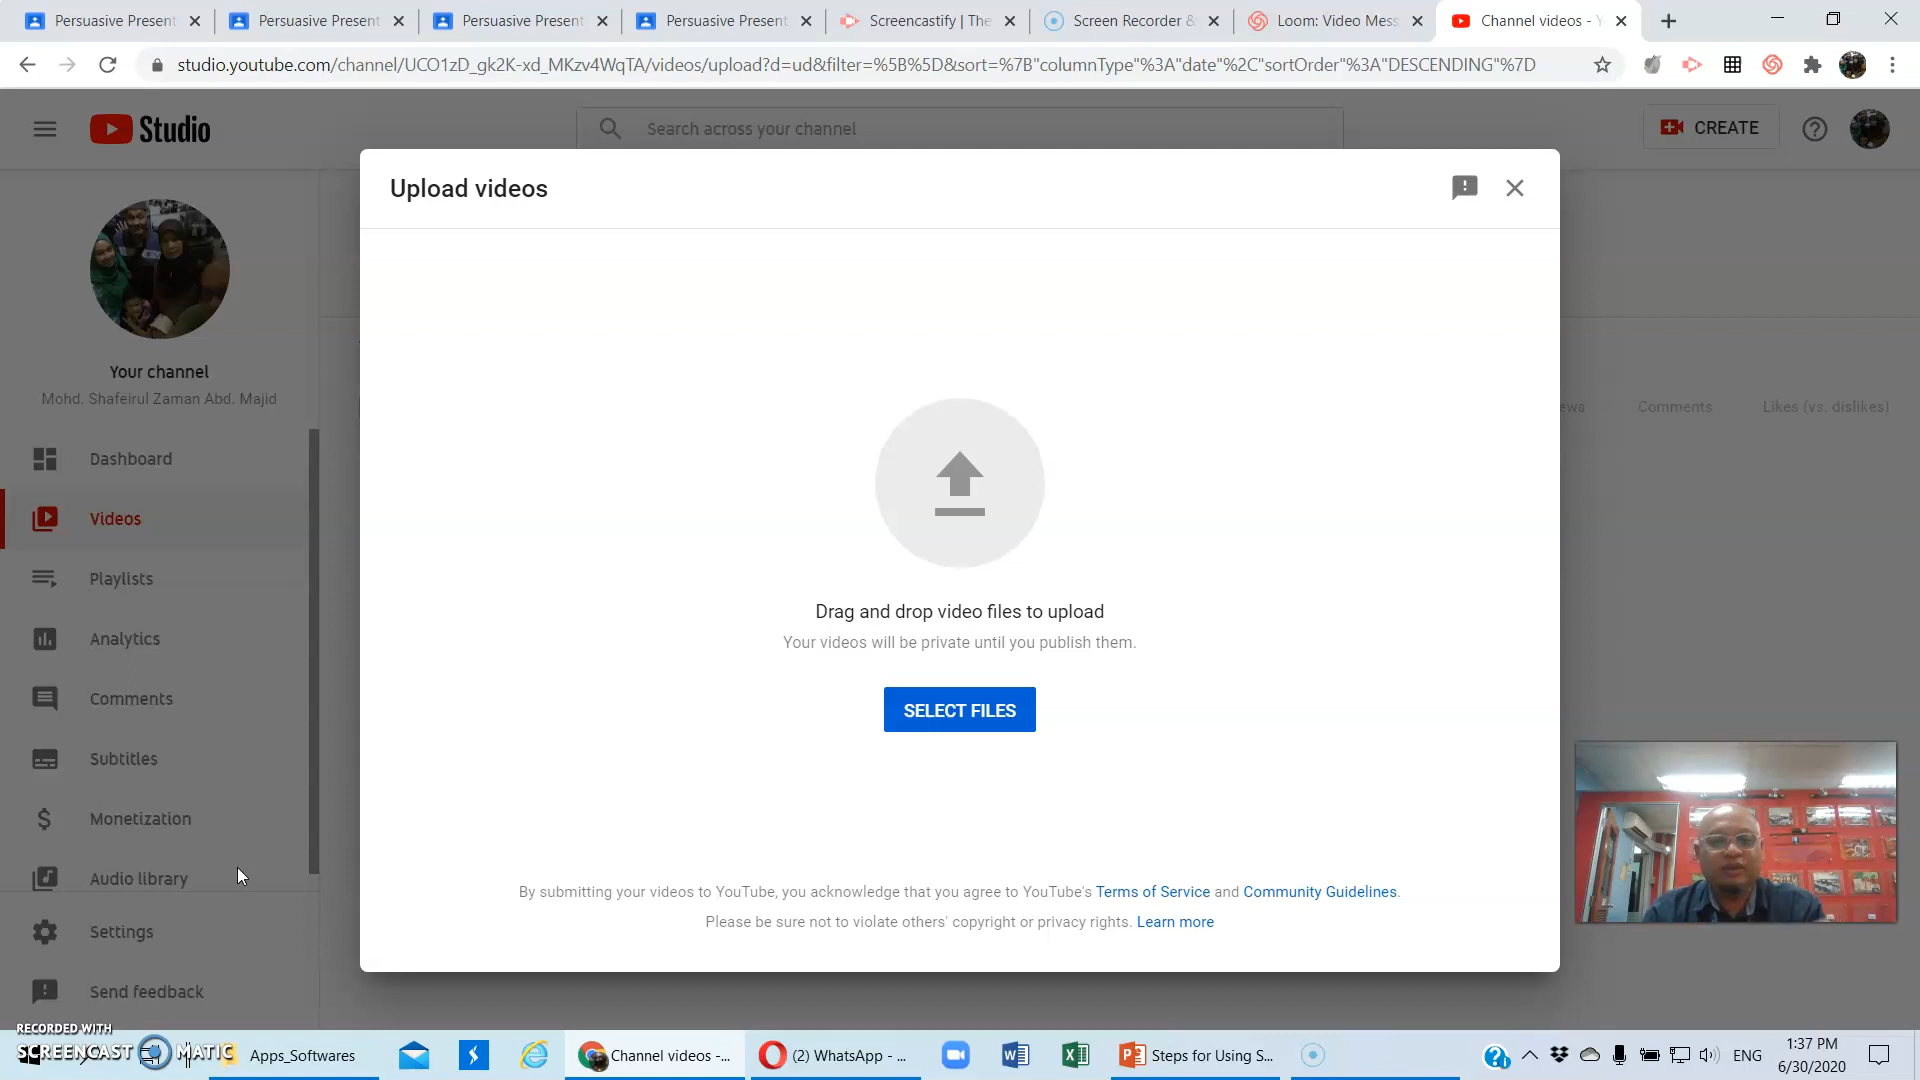 Persuasive Present
Persuasive Present
Persuasive Present
Persuasive Present
Screencastify | The
Screen Recorder &
Loom: Video Mess
Channel videos - Y
studio.youtube.com/channel/UCO1zD_gk2K-xd_MKzv4WqTA/videos/upload?d=ud&filter=%5B%5D&sort=%7B"columnType"%3A"date"%2C"sortOrder"%3A"DESCENDING"%7D
Studio
Search across your channel
CREATE
Upload videos
Your channel
Mohd. Shafeirul Zaman Abd. Majid
ews
Comments
Likes (vs. dislikes)
Dashboard
Videos
Playlists
Analytics
Comments
Subtitles
Monetization
Audio library
Settings
Send feedback
Drag and drop video files to upload
Your videos will be private until you publish them.
SELECT FILES
By submitting your videos to YouTube, you acknowledge that you agree to YouTube's Terms of Service and Community Guidelines.
Please be sure not to violate others' copyright or privacy rights. Learn more
RECORDED WITH
SCREENCAST MATIC
Apps_Softwares
Channel videos -...
(2) WhatsApp - ...
Steps for Using S...
ENG
1:37 PM
6/30/2020